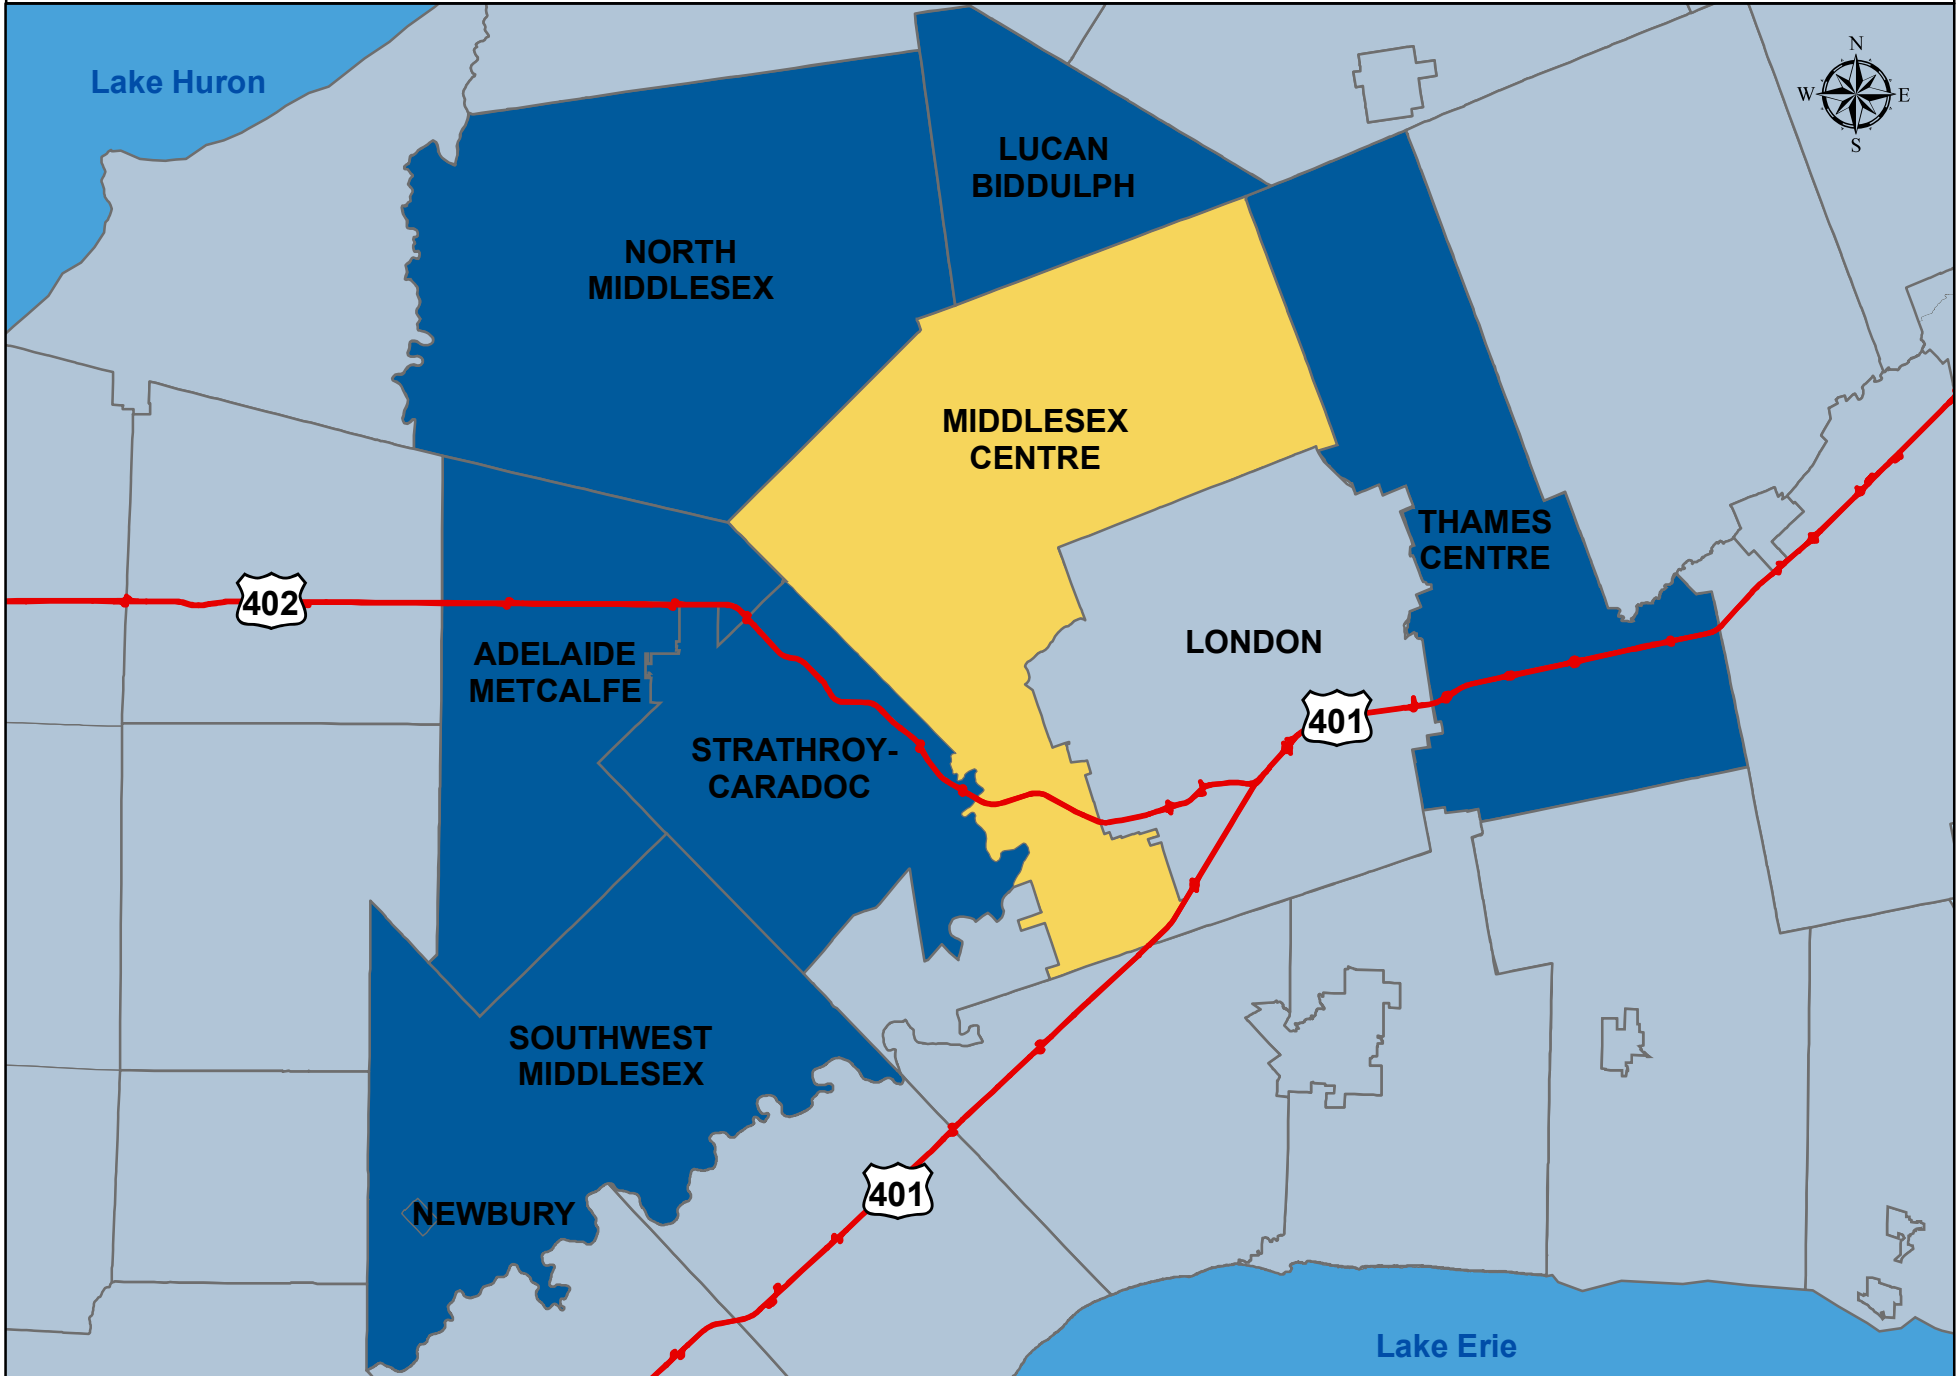 Lake Huron
N
W
E
S
LUCAN
BIDDULPH
NORTH
MIDDLESEX
MIDDLESEX
CENTRE
THAMES
CENTRE
402
ADELAIDE
METCALFE
LONDON
401
STRATHROY-
CARADOC
SOUTHWEST
MIDDLESEX
401
NEWBURY
Lake Erie